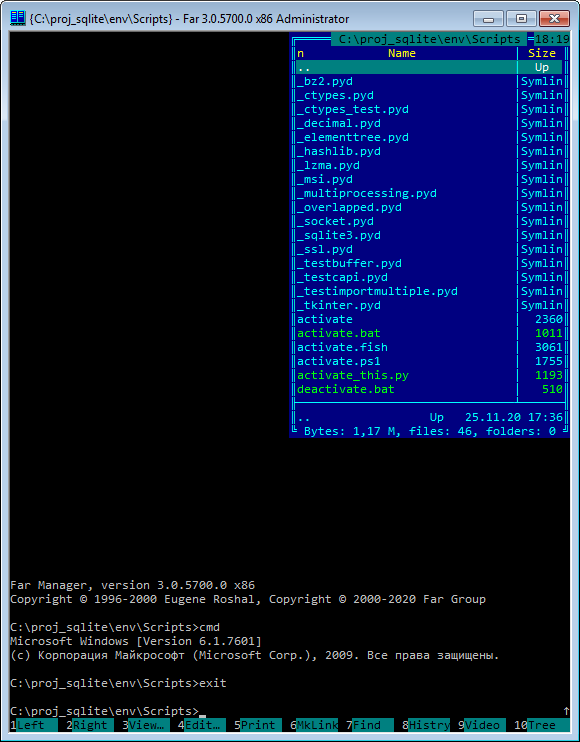 {C:\proj_sqlite\env\Scripts} - Far 3.0.5700.0 x86 Administrator
C:\proj_sqlite\env\Scripts 18:19
n Name Size
.. Up
_bz2.pyd Symlin
_ctypes.pyd Symlin
_ctypes_test.pyd Symlin
_decimal.pyd Symlin
_elementtree.pyd Symlin
_hashlib.pyd Symlin
_lzma.pyd Symlin
_msi.pyd Symlin
_multiprocessing.pyd Symlin
_overlapped.pyd Symlin
_socket.pyd Symlin
_sqlite3.pyd Symlin
_ssl.pyd Symlin
_testbuffer.pyd Symlin
_testcapi.pyd Symlin
_testimportmultiple.pyd Symlin
_tkinter.pyd Symlin
activate 2360
activate.bat 1011
activate.fish 3061
activate.ps1 1755
activate_this.py 1193
deactivate.bat 510
.. Up 25.11.20 17:36
Bytes: 1,17 M, files: 46, folders: 0
Far Manager, version 3.0.5700.0 x86
Copyright © 1996-2000 Eugene Roshal, Copyright © 2000-2020 Far Group
C:\proj_sqlite\env\Scripts>cmd
Microsoft Windows [Version 6.1.7601]
(c) Корпорация Майкрософт (Microsoft Corp.), 2009. Все права защищены.
C:\proj_sqlite\env\Scripts>exit
C:\proj_sqlite\env\Scripts>_ ↑
1Left 2Right 3View… 4Edit… 5Print 6MkLink 7Find 8Histry 9Video 10Tree